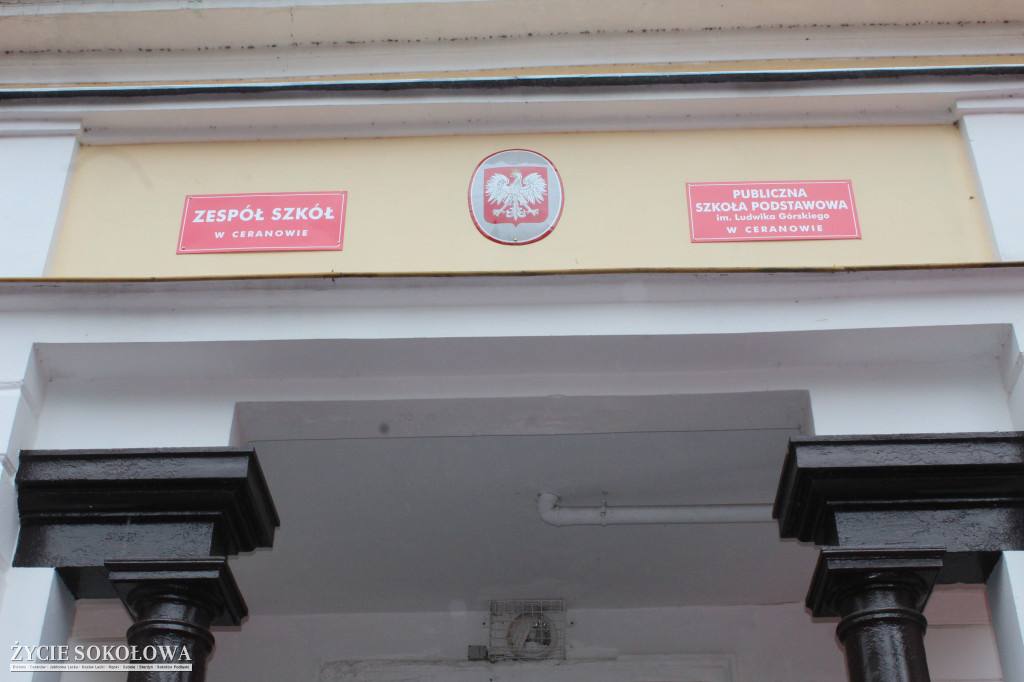 ZESPÓŁ SZKÓŁ
W CERANOWIE
PUBLICZNA
SZKOŁA PODSTAWOWA
im. Ludwika Górskiego
W CERANOWIE
ŻYCIE SOKOŁOWA